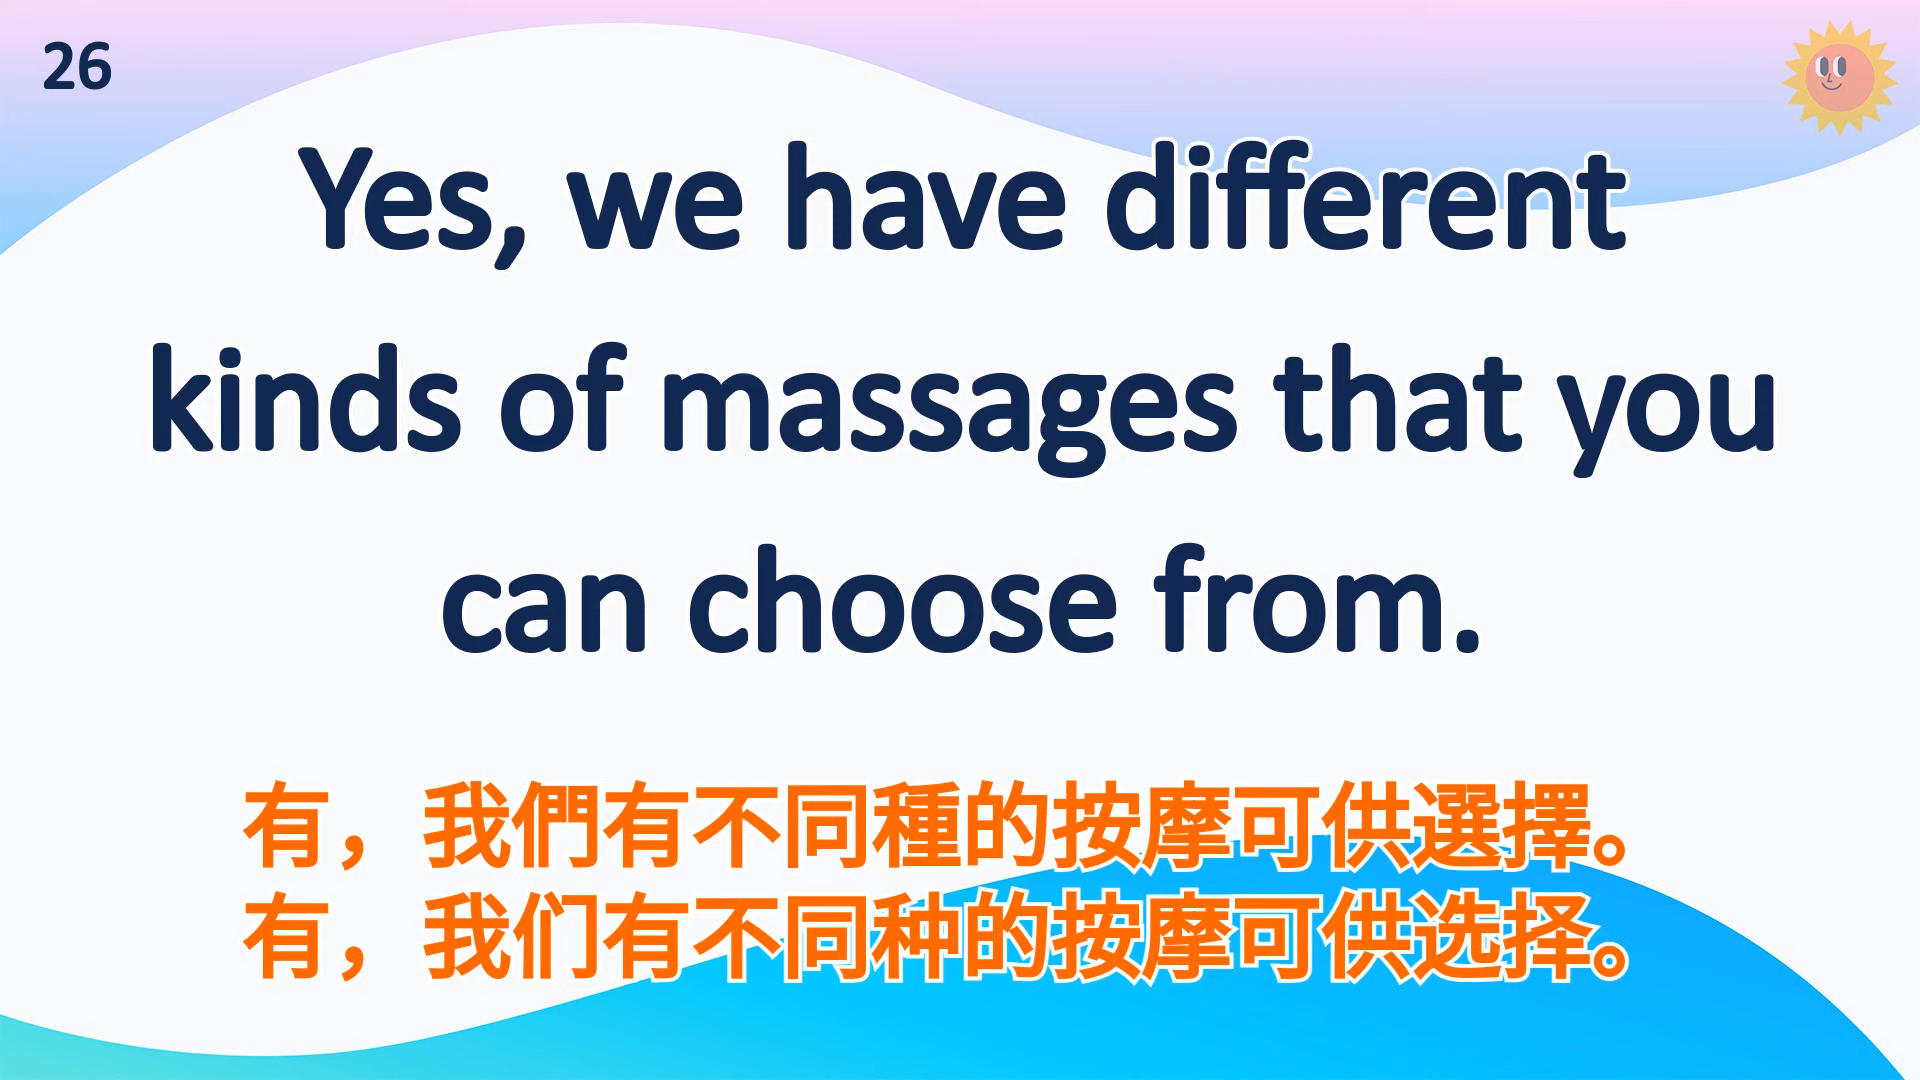 26
Yes, we have different
kinds of massages that you
can choose from.
有，我們有不同種的按摩可供選擇。
有，我们有不同种的按摩可供选择。